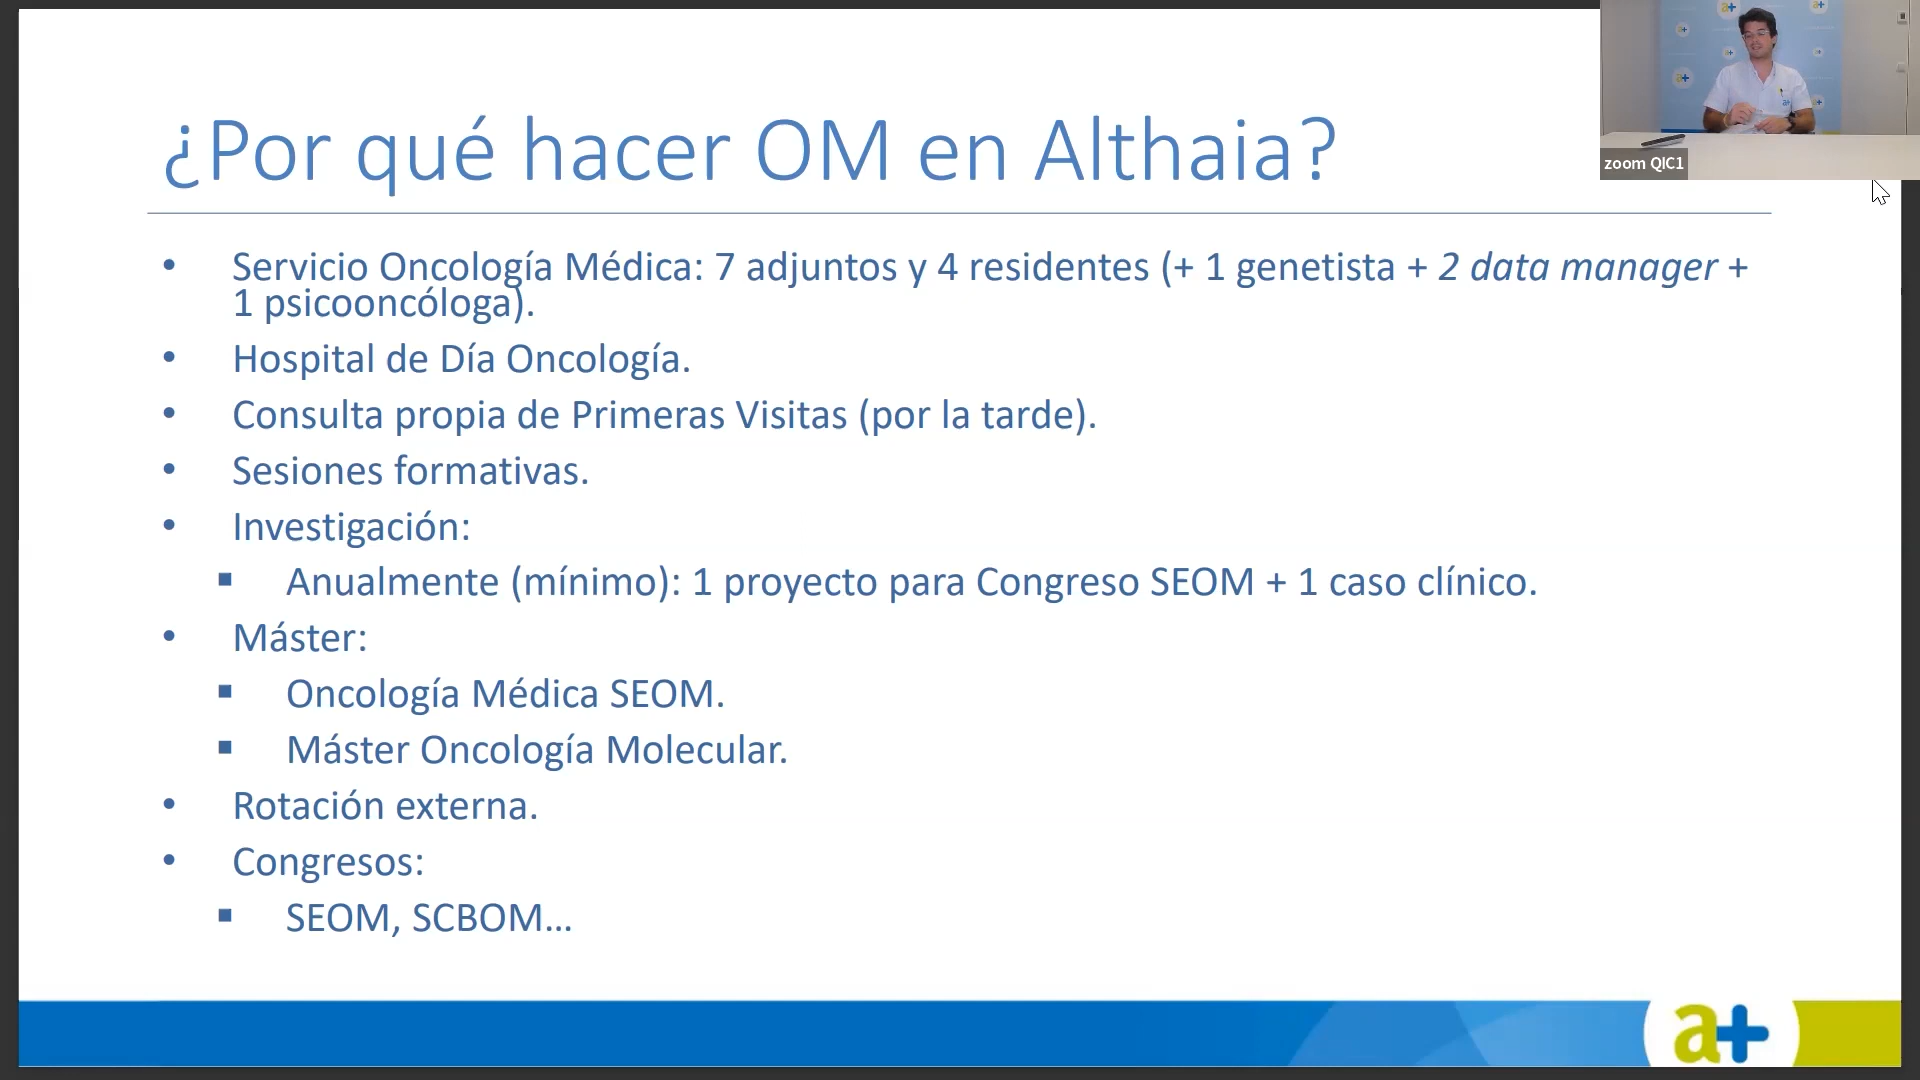 ¿Por qué hacer OM en Althaia?
zoom QIC1
• Servicio Oncología Médica: 7 adjuntos y 4 residentes (+ 1 genetista + 2 data manager +
1 psicooncóloga).
• Hospital de Día Oncología.
• Consulta propia de Primeras Visitas (por la tarde).
• Sesiones formativas.
• Investigación:
▪ Anualmente (mínimo): 1 proyecto para Congreso SEOM + 1 caso clínico.
• Máster:
▪ Oncología Médica SEOM.
▪ Máster Oncología Molecular.
• Rotación externa.
• Congresos:
▪ SEOM, SCBOM...
a+